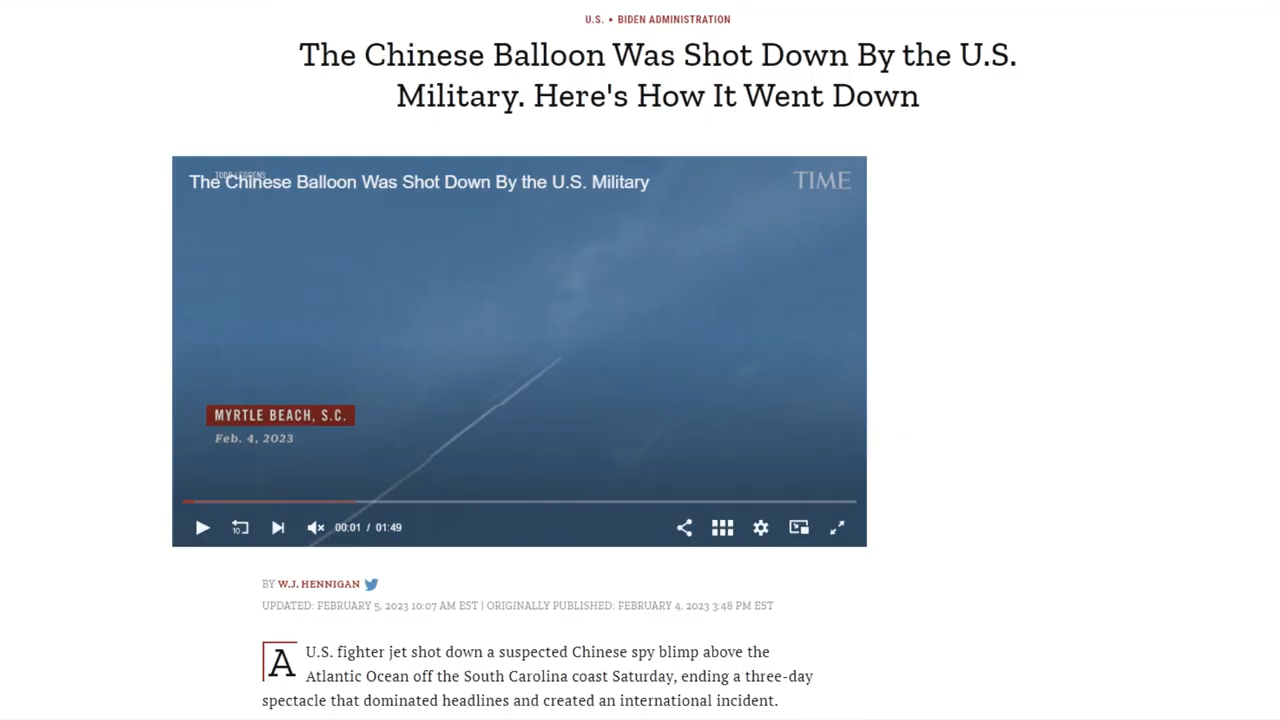 U.S. • BIDEN ADMINISTRATION
The Chinese Balloon Was Shot Down By the U.S.
Military. Here's How It Went Down
TODD LEDGENS
The Chinese Balloon Was Shot Down By the U.S. Military
TIME
MYRTLE BEACH, S.C.
Feb. 4, 2023
10
00:01 / 01:49
BY W.J. HENNIGAN
UPDATED: FEBRUARY 5, 2023 10:07 AM EST | ORIGINALLY PUBLISHED: FEBRUARY 4, 2023 3:48 PM EST
A U.S. fighter jet shot down a suspected Chinese spy blimp above the
Atlantic Ocean off the South Carolina coast Saturday, ending a three-day
spectacle that dominated headlines and created an international incident.